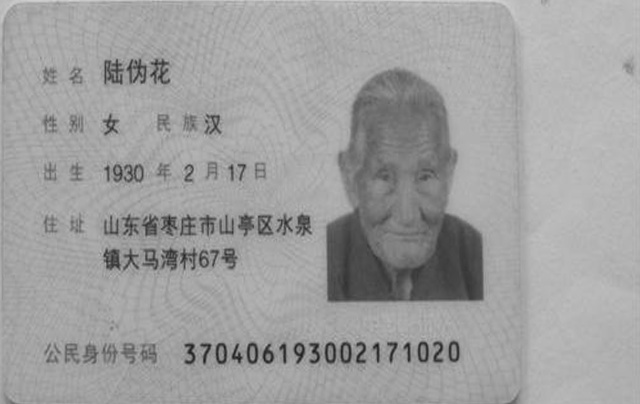 姓名 陆伪花
性别 女 民族 汉
出生 1930 年 2 月 17 日
住址 山东省枣庄市山亭区水泉
镇大马湾村67号
公民身份号码 370406193002171020